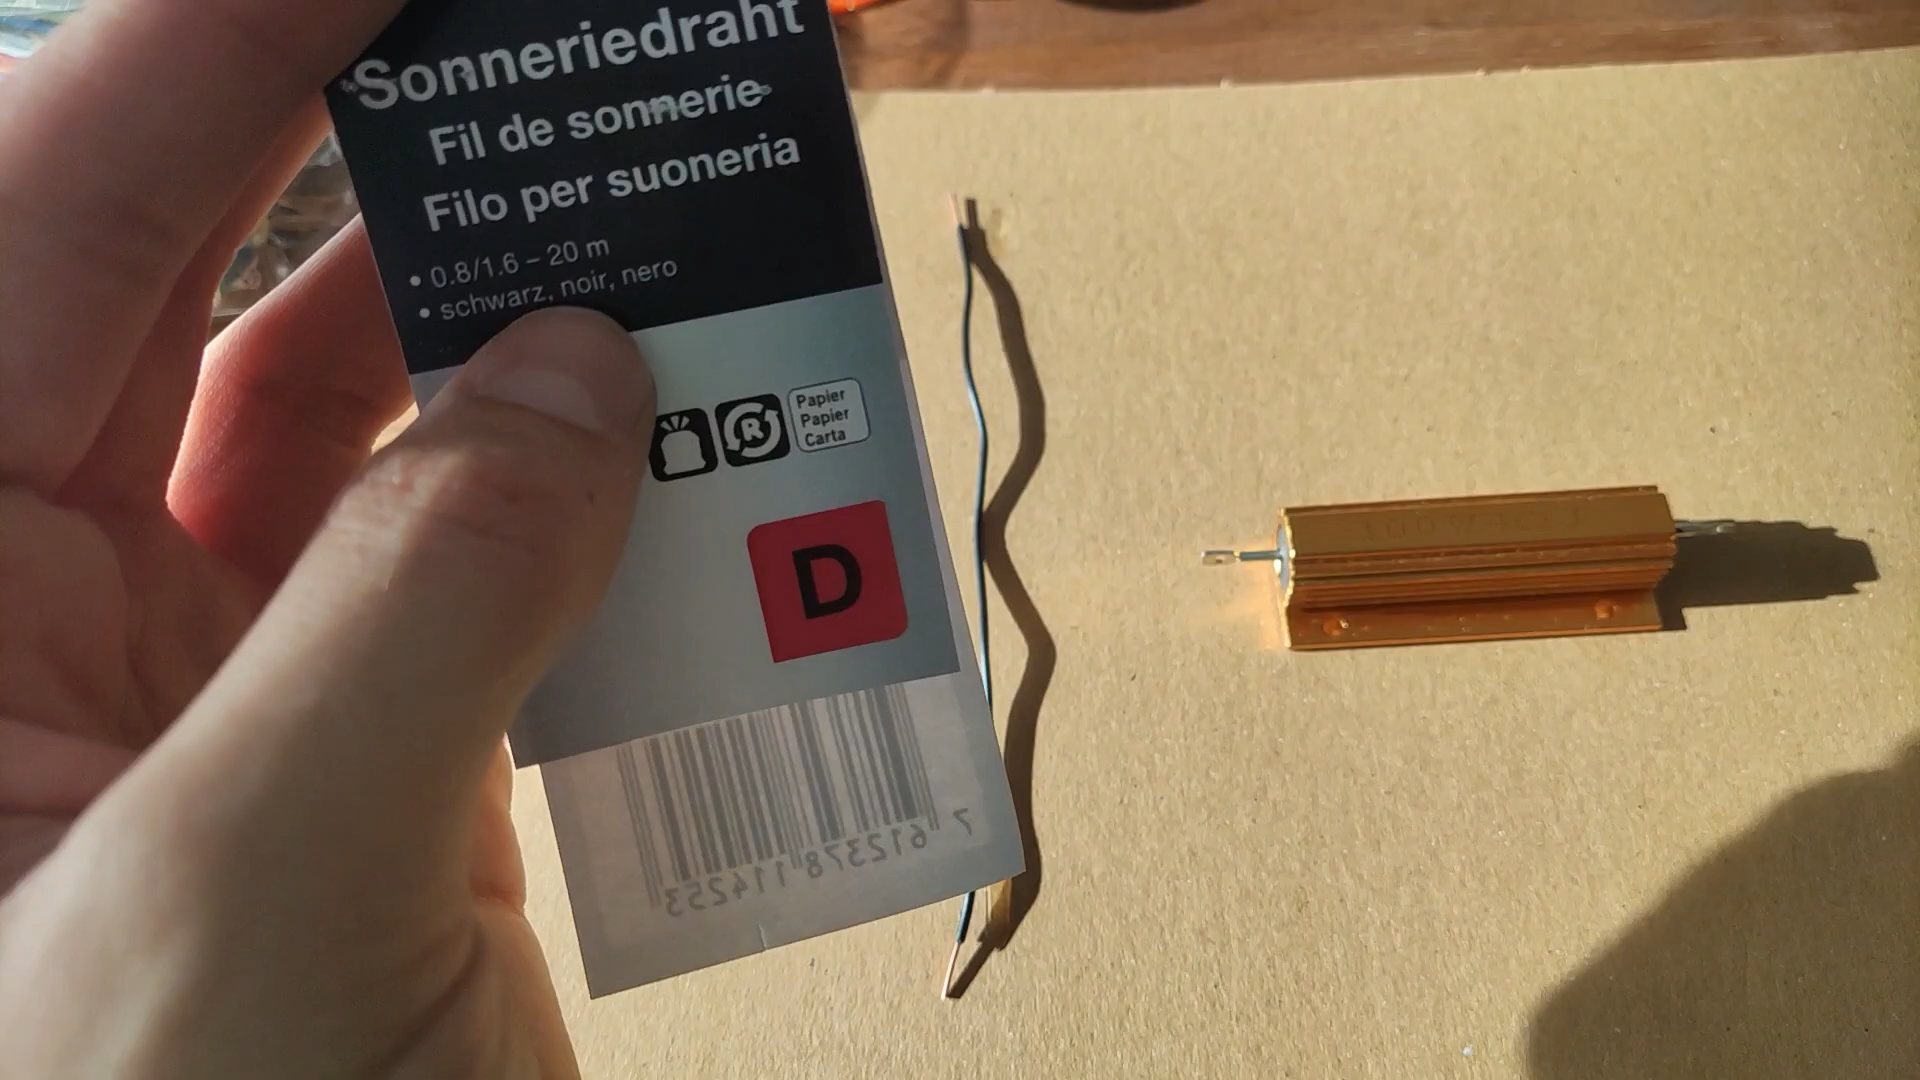 Sonneriedraht
Fil de sonnerie
Filo per suoneria
• 0.8/1.6 – 20 m
• schwarz, noir, nero
R
Papier
Papier
Carta
D
7 612378 114253